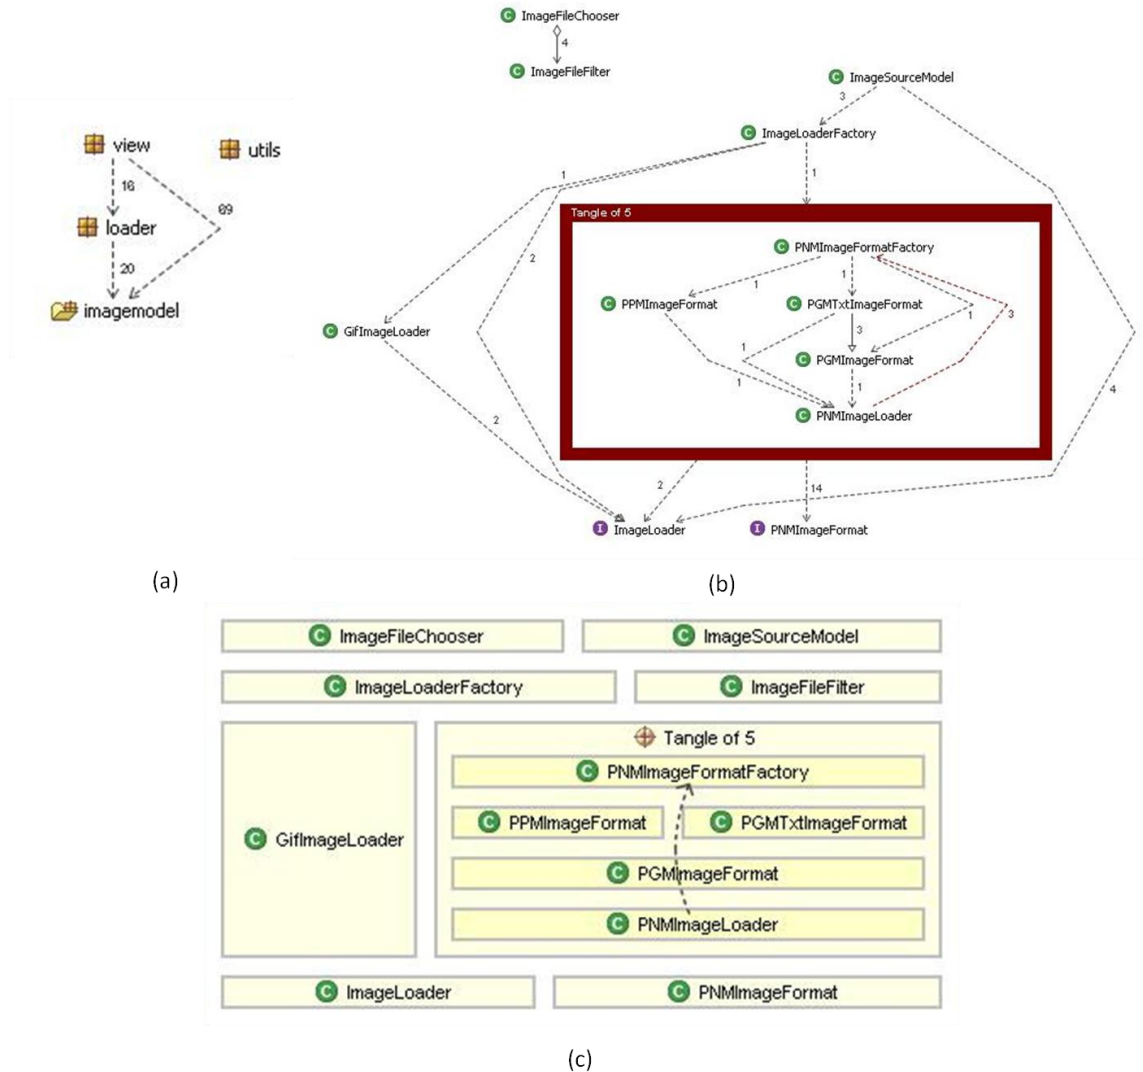 view
utils
16
69
loader
20
imagemodel
(a)
C ImageFileChooser
4
C ImageFileFilter
C ImageSourceModel
3
C ImageLoaderFactory
1
1
Tangle of 5
C PNMImageFormatFactory
2
1
1
C PPMImageFormat
C PGMTxtImageFormat
1
3
C GifImageLoader
3
1
C PGMImageFormat
1
1
4
C PNMImageLoader
2
2
14
I ImageLoader
I PNMImageFormat
(b)
C ImageFileChooser
C ImageSourceModel
C ImageLoaderFactory
C ImageFileFilter
Tangle of 5
C PNMImageFormatFactory
C PPMImageFormat
C PGMTxtImageFormat
C GifImageLoader
C PGMImageFormat
C PNMImageLoader
C ImageLoader
C PNMImageFormat
(c)